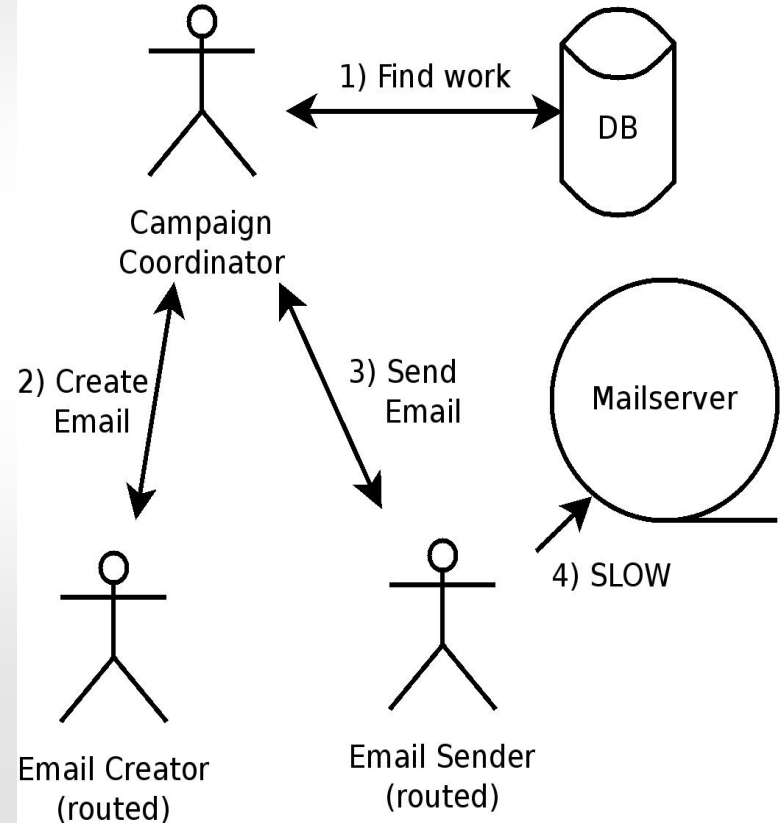 1) Find work
DB
Campaign
Coordinator
2) Create
Email
3) Send
Email
Mailserver
4) SLOW
Email Creator
(routed)
Email Sender
(routed)